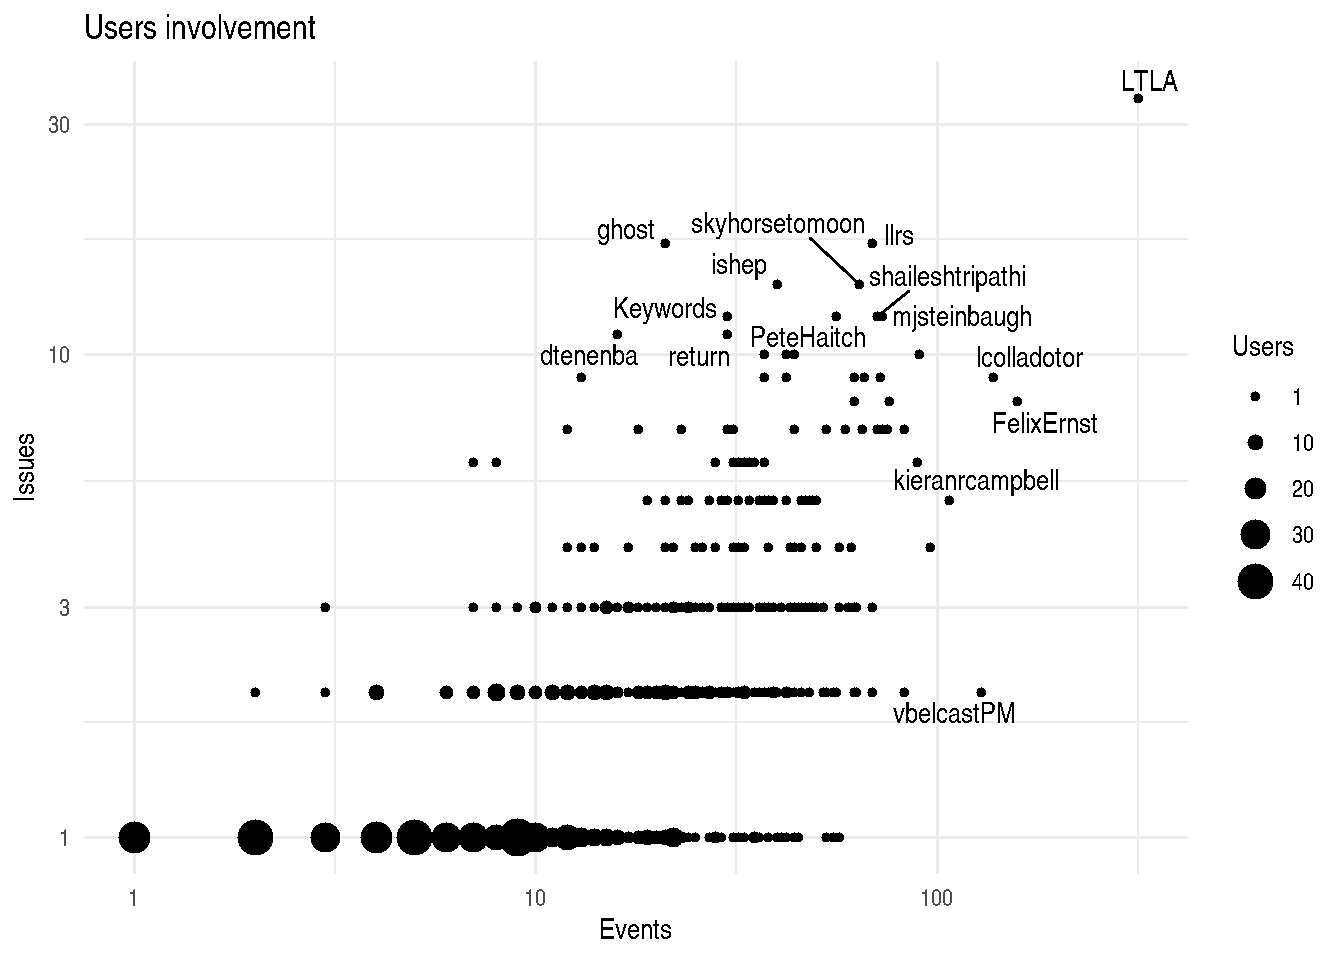 Users involvement
LTLA
30
skyhorsetomoon
ghost
llrs
ishep
shaileshtripathi
Keywords
mjsteinbaugh
PeteHaitch
dtenenba
return
lcolladotor
10
Users
1
FelixErnst
10
Issues
kieranrcampbell
20
30
40
3
vbelcastPM
1
1
10
100
Events